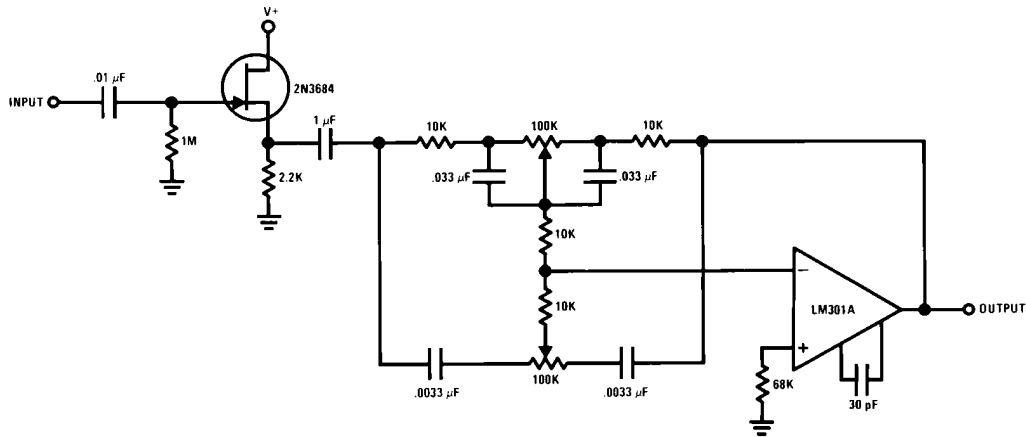 V+
.01 μF
2N3684
INPUT
1 μF
10K
100K
10K
1M
.033 μF
.033 μF
2.2K
10K
10K
−
LM301A
OUTPUT
+
100K
.0033 μF
.0033 μF
68K
30 pF